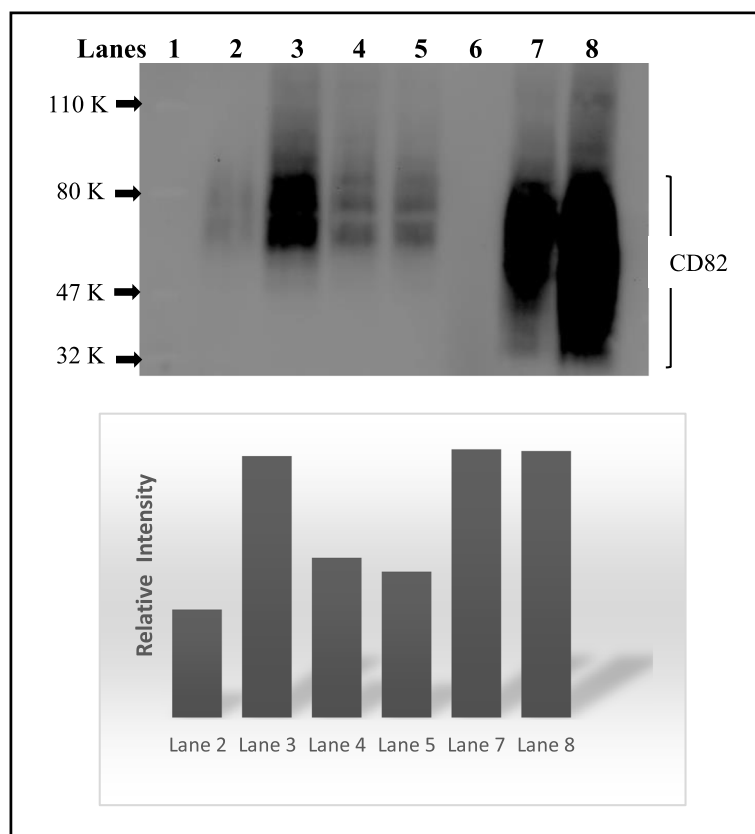 Lanes 1 2 3 4 5 6 7 8
110 K
80 K
CD82
47 K
32 K
Relative Intensity
Lane 2 Lane 3 Lane 4 Lane 5 Lane 7 Lane 8